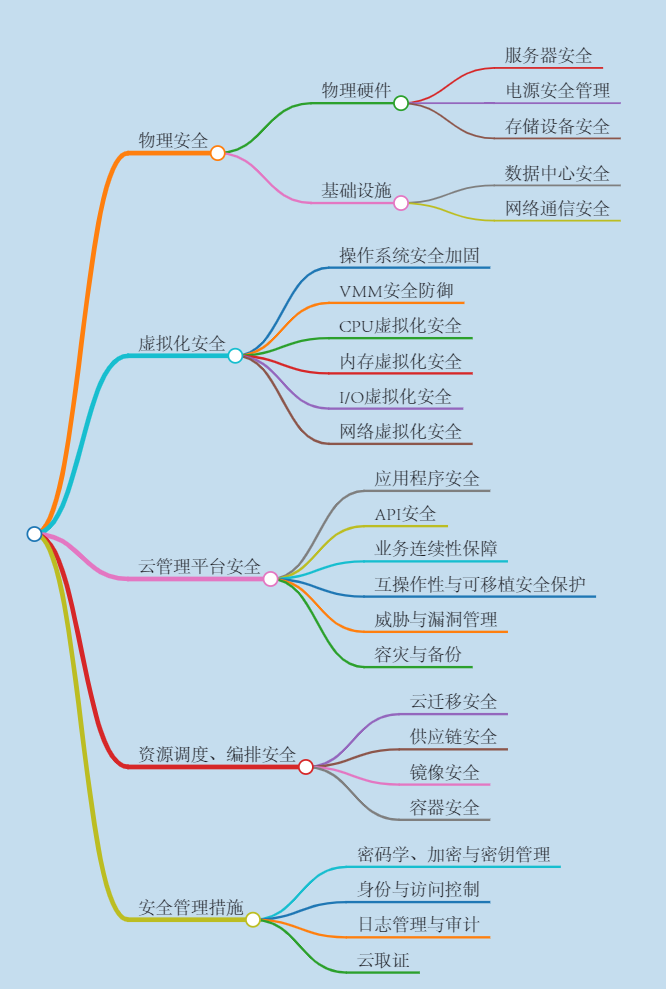 物理安全
物理硬件
服务器安全
电源安全管理
存储设备安全
基础设施
数据中心安全
网络通信安全
虚拟化安全
操作系统安全加固
VMM安全防御
CPU虚拟化安全
内存虚拟化安全
I/O虚拟化安全
网络虚拟化安全
云管理平台安全
应用程序安全
API安全
业务连续性保障
互操作性与可移植安全保护
威胁与漏洞管理
容灾与备份
资源调度、编排安全
云迁移安全
供应链安全
镜像安全
容器安全
安全管理措施
密码学、加密与密钥管理
身份与访问控制
日志管理与审计
云取证